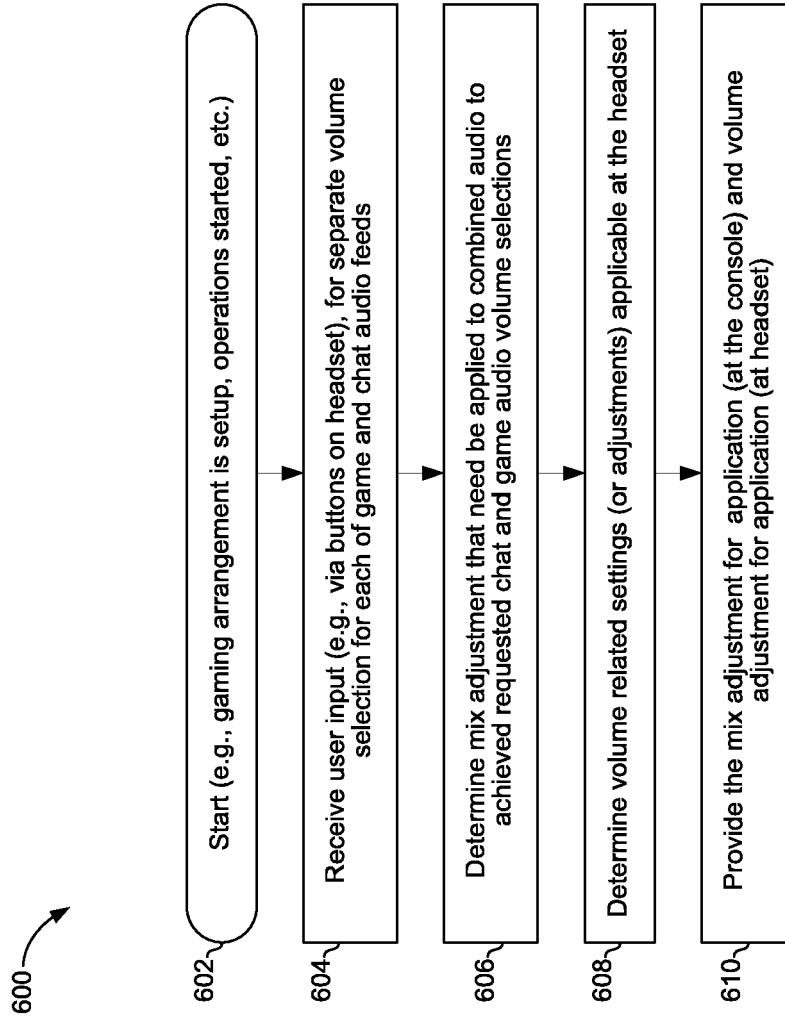 600
602
Start (e.g., gaming arrangement is setup, operations started, etc.)
604
Receive user input (e.g., via buttons on headset), for separate volume
selection for each of game and chat audio feeds
606
Determine mix adjustment that need be applied to combined audio to
achieved requested chat and game audio volume selections
608
Determine volume related settings (or adjustments) applicable at the headset
610
Provide the mix adjustment for application (at the console) and volume
adjustment for application (at headset)